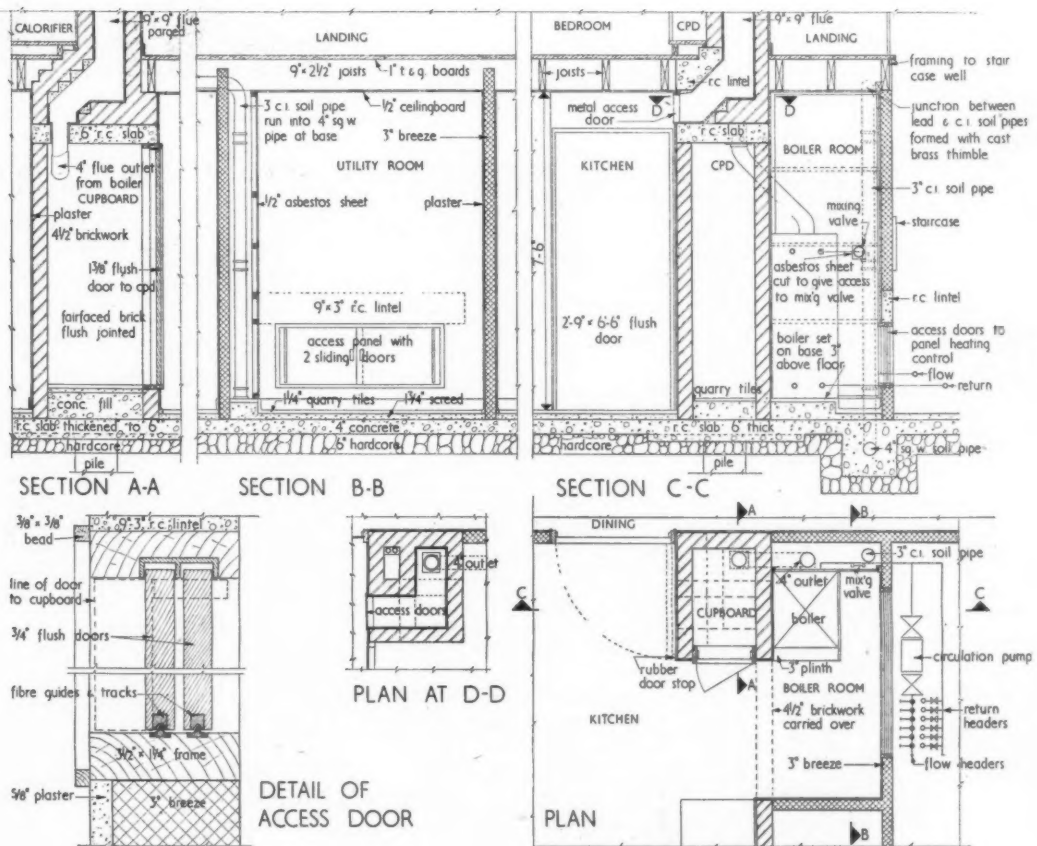 CALORIFIER
9" × 9" flue
parged
LANDING
9" × 2½" joists
1" t & g. boards
3 c.i. soil pipe
run into 4" sq.w.
pipe at base
½" ceilingboard
3" breeze
UTILITY ROOM
6" r.c. slab
4" flue outlet
from boiler
CUPBOARD
plaster
4½" brickwork
1⅜" flush
door to cpd
fairfaced brick
flush jointed
½" asbestos sheet
plaster
9" × 3" r.c. lintel
access panel with
2 sliding doors
1¼" quarry tiles
1¾" screed
conc. fill
r.c. slab thickened to 6"
hardcore
pile
4" concrete
6" hardcore
SECTION A-A
SECTION B-B
BEDROOM
CPD
9" × 9" flue
LANDING
joists
r.c. lintel
framing to stair
case well
metal access
door
D
D
r.c. slab
BOILER ROOM
junction between
lead & c.i. soil pipes
formed with cast
brass thimble
KITCHEN
CPD
3" c.i. soil pipe
mixing
valve
staircase
7'-6"
asbestos sheet
cut to give access
to mix'g valve
r.c. lintel
2'-9" × 6'-6" flush
door
boiler set
on base 3"
above floor
access doors to
panel heating
control
flow
return
quarry tiles
hardcore
r.c. slab 6" thick
pile
4" sq.w. soil pipe
SECTION C-C
⅜" × ⅜"
bead
9"·3" r.c. lintel
line of door
to cupboard
¾" flush doors
fibre guides & tracks
3½" × 1¼" frame
⅝" plaster
3" breeze
DETAIL OF
ACCESS DOOR
4" outlet
access doors
PLAN AT D-D
DINING
A
B
3" c.i. soil pipe
4" outlet
mix'g
valve
C
C
CUPBOARD
boiler
rubber
door stop
A
3" plinth
circulation pump
BOILER ROOM
KITCHEN
4½" brickwork
carried over
return
headers
3" breeze
flow headers
PLAN
B